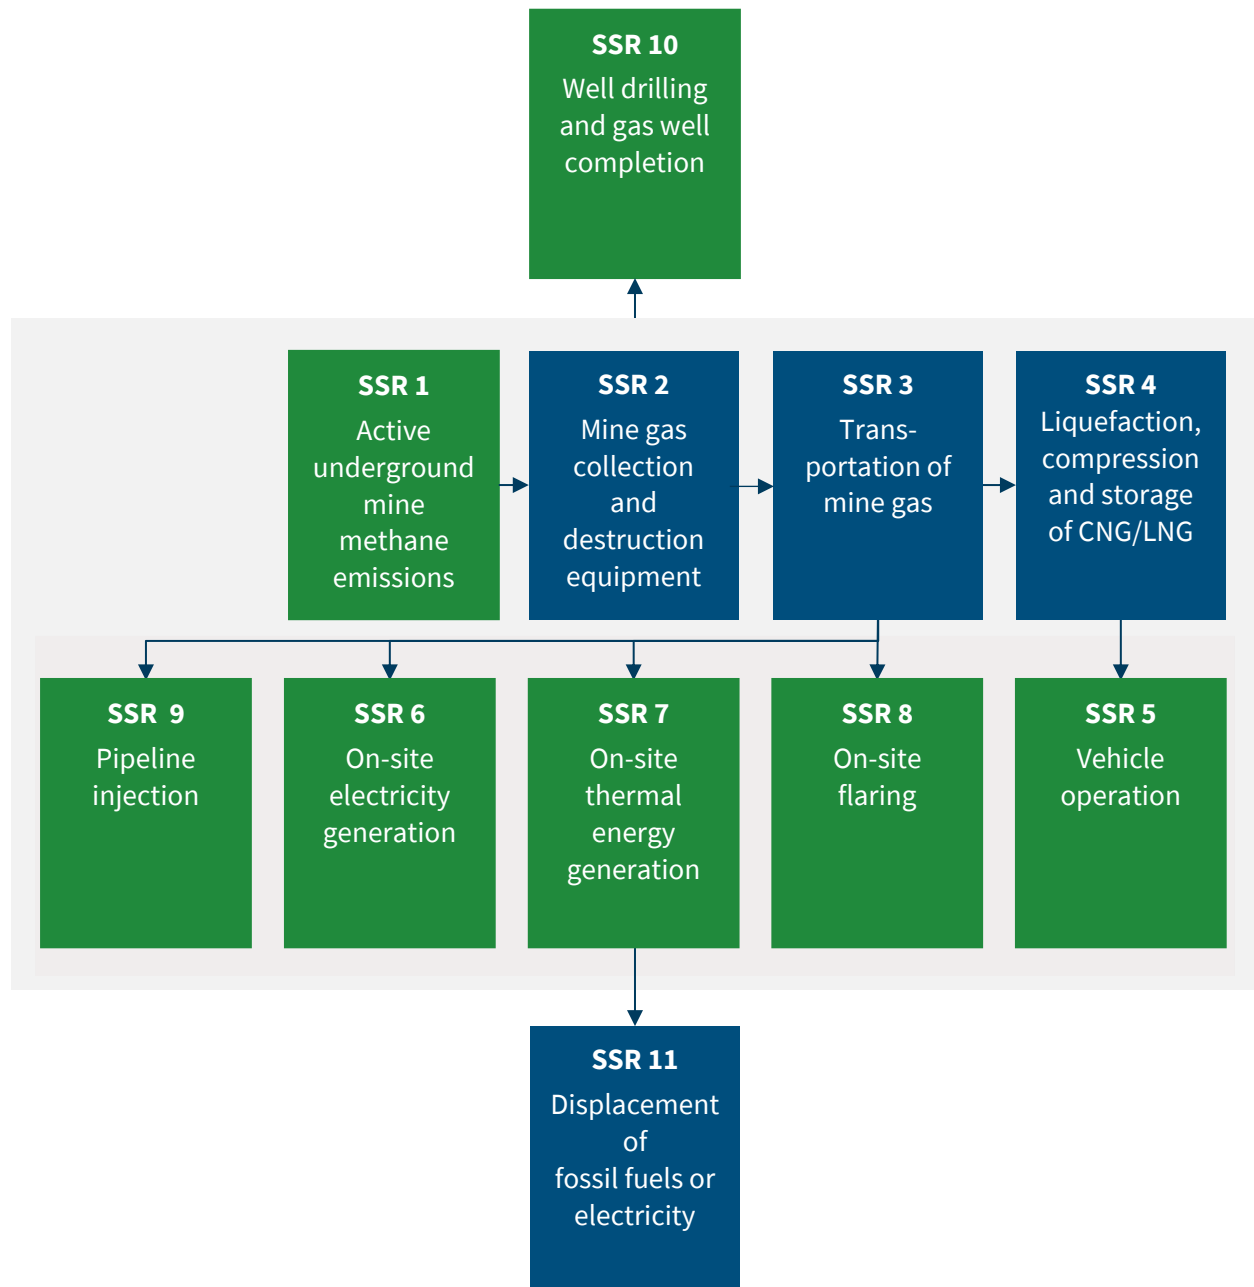 SSR 10
Well drilling
and gas well
completion
SSR 1
Active
underground
mine
methane
emissions
SSR 2
Mine gas
collection
and
destruction
equipment
SSR 3
Trans-
portation of
mine gas
SSR 4
Liquefaction,
compression
and storage
of CNG/LNG
SSR 9
Pipeline
injection
SSR 6
On-site
electricity
generation
SSR 7
On-site
thermal
energy
generation
SSR 8
On-site
flaring
SSR 5
Vehicle
operation
SSR 11
Displacement
of
fossil fuels or
electricity